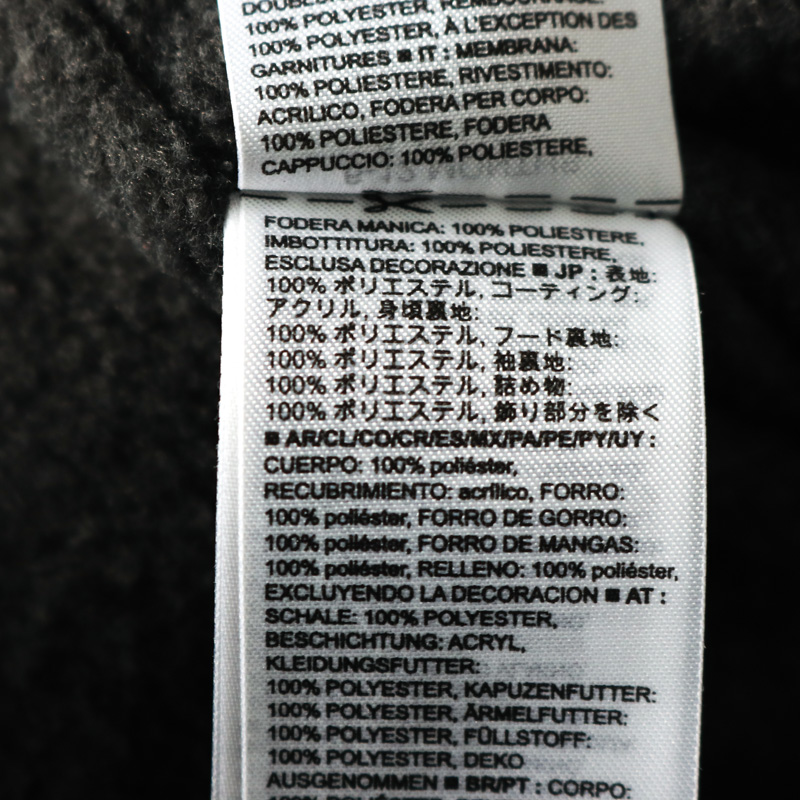 100% POLYESTER, REMBOURRAGE:
100% POLYESTER, À L'EXCEPTION DES
GARNITURES ■ IT : MEMBRANA:
100% POLIESTERE, RIVESTIMENTO:
ACRILICO, FODERA PER CORPO:
100% POLIESTERE, FODERA
CAPPUCCIO: 100% POLIESTERE,
FODERA MANICA: 100% POLIESTERE,
IMBOTTITURA: 100% POLIESTERE,
ESCLUSA DECORAZIONE ■ JP : 表地:
100% ポリエステル, コーティング:
アクリル, 身頃裏地:
100% ポリエステル, フード裏地:
100% ポリエステル, 袖裏地:
100% ポリエステル, 詰め物:
100% ポリエステル, 飾り部分を除く
■ AR/CL/CO/CR/ES/MX/PA/PE/PY/UY :
CUERPO: 100% poliéster,
RECUBRIMIENTO: acrílico, FORRO:
100% poliéster, FORRO DE GORRO:
100% poliéster, FORRO DE MANGAS:
100% poliéster, RELLENO: 100% poliéster,
EXCLUYENDO LA DECORACION ■ AT :
SCHALE: 100% POLYESTER,
BESCHICHTUNG: ACRYL,
KLEIDUNGSFUTTER:
100% POLYESTER, KAPUZENFUTTER:
100% POLYESTER, ÄRMELFUTTER:
100% POLYESTER, FÜLLSTOFF:
100% POLYESTER, DEKO
AUSGENOMMEN ■ BR/PT : CORPO: